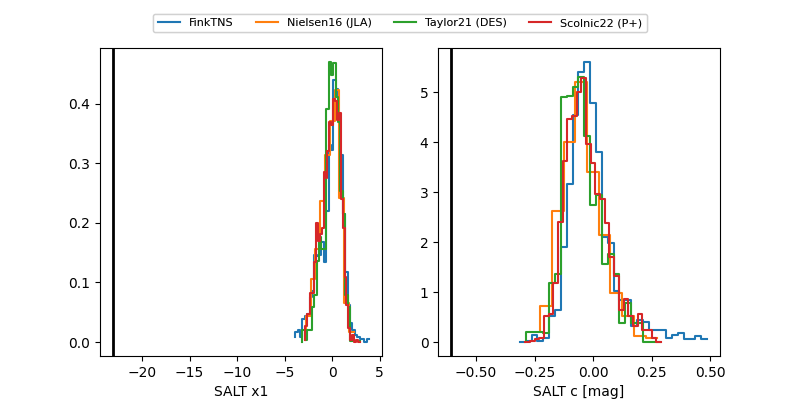 FinkTNS Nielsen16 (JLA) Taylor21 (DES) Scolnic22 (P+)
0.4
0.3
0.2
0.1
0.0
−20 −15 −10 −5 0 5
SALT x1
5
4
3
2
1
0
−0.50 −0.25 0.00 0.25 0.50
SALT c [mag]